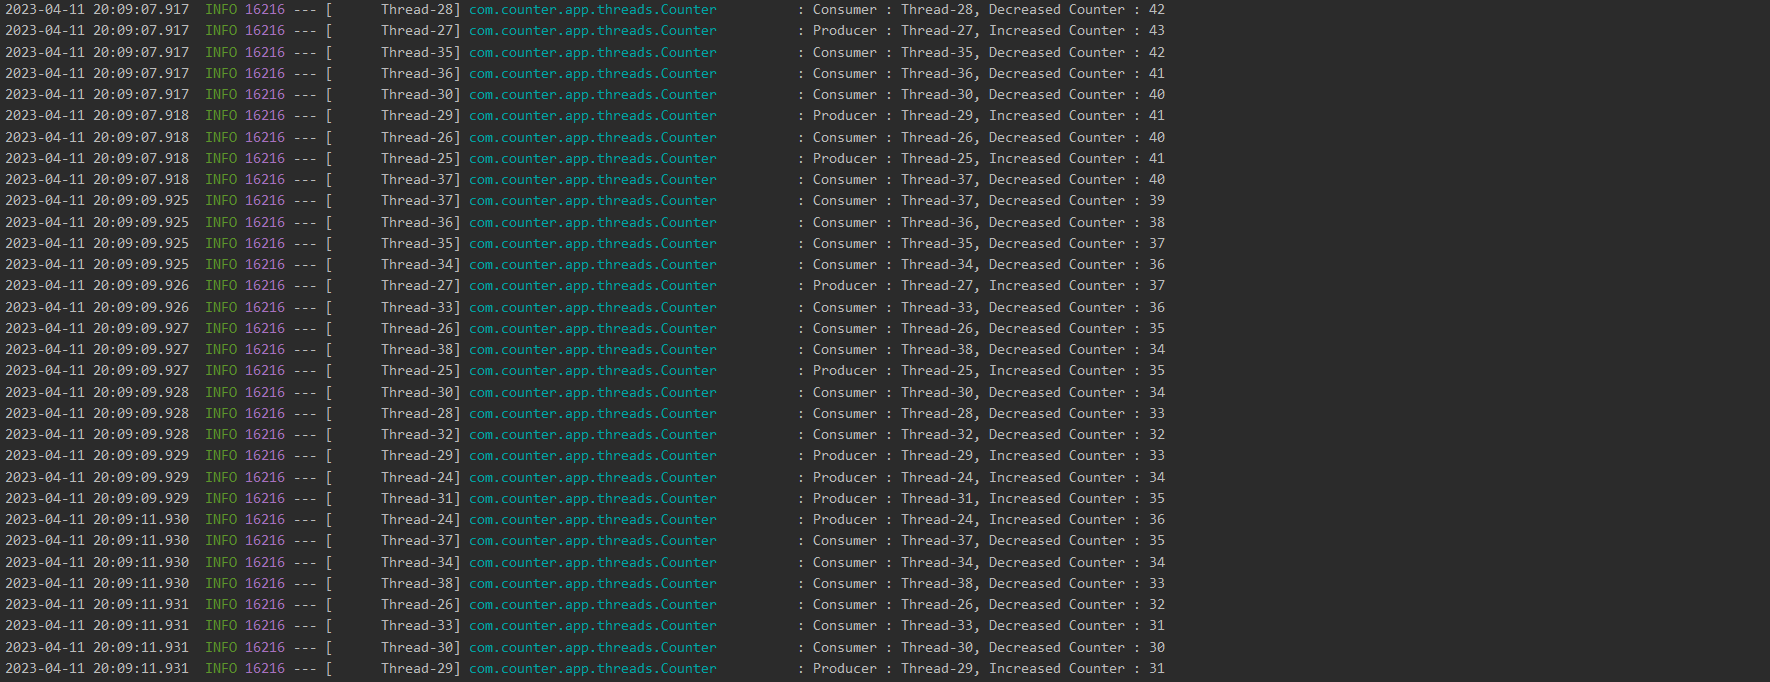 2023-04-11 20:09:07.917  INFO 16216 --- [      Thread-28] com.counter.app.threads.Counter          : Consumer : Thread-28, Decreased Counter : 42
2023-04-11 20:09:07.917  INFO 16216 --- [      Thread-27] com.counter.app.threads.Counter          : Producer : Thread-27, Increased Counter : 43
2023-04-11 20:09:07.917  INFO 16216 --- [      Thread-35] com.counter.app.threads.Counter          : Consumer : Thread-35, Decreased Counter : 42
2023-04-11 20:09:07.917  INFO 16216 --- [      Thread-36] com.counter.app.threads.Counter          : Consumer : Thread-36, Decreased Counter : 41
2023-04-11 20:09:07.917  INFO 16216 --- [      Thread-30] com.counter.app.threads.Counter          : Consumer : Thread-30, Decreased Counter : 40
2023-04-11 20:09:07.918  INFO 16216 --- [      Thread-29] com.counter.app.threads.Counter          : Producer : Thread-29, Increased Counter : 41
2023-04-11 20:09:07.918  INFO 16216 --- [      Thread-26] com.counter.app.threads.Counter          : Consumer : Thread-26, Decreased Counter : 40
2023-04-11 20:09:07.918  INFO 16216 --- [      Thread-25] com.counter.app.threads.Counter          : Producer : Thread-25, Increased Counter : 41
2023-04-11 20:09:07.918  INFO 16216 --- [      Thread-37] com.counter.app.threads.Counter          : Consumer : Thread-37, Decreased Counter : 40
2023-04-11 20:09:09.925  INFO 16216 --- [      Thread-37] com.counter.app.threads.Counter          : Consumer : Thread-37, Decreased Counter : 39
2023-04-11 20:09:09.925  INFO 16216 --- [      Thread-36] com.counter.app.threads.Counter          : Consumer : Thread-36, Decreased Counter : 38
2023-04-11 20:09:09.925  INFO 16216 --- [      Thread-35] com.counter.app.threads.Counter          : Consumer : Thread-35, Decreased Counter : 37
2023-04-11 20:09:09.925  INFO 16216 --- [      Thread-34] com.counter.app.threads.Counter          : Consumer : Thread-34, Decreased Counter : 36
2023-04-11 20:09:09.926  INFO 16216 --- [      Thread-27] com.counter.app.threads.Counter          : Producer : Thread-27, Increased Counter : 37
2023-04-11 20:09:09.926  INFO 16216 --- [      Thread-33] com.counter.app.threads.Counter          : Consumer : Thread-33, Decreased Counter : 36
2023-04-11 20:09:09.927  INFO 16216 --- [      Thread-26] com.counter.app.threads.Counter          : Consumer : Thread-26, Decreased Counter : 35
2023-04-11 20:09:09.927  INFO 16216 --- [      Thread-38] com.counter.app.threads.Counter          : Consumer : Thread-38, Decreased Counter : 34
2023-04-11 20:09:09.927  INFO 16216 --- [      Thread-25] com.counter.app.threads.Counter          : Producer : Thread-25, Increased Counter : 35
2023-04-11 20:09:09.928  INFO 16216 --- [      Thread-30] com.counter.app.threads.Counter          : Consumer : Thread-30, Decreased Counter : 34
2023-04-11 20:09:09.928  INFO 16216 --- [      Thread-28] com.counter.app.threads.Counter          : Consumer : Thread-28, Decreased Counter : 33
2023-04-11 20:09:09.928  INFO 16216 --- [      Thread-32] com.counter.app.threads.Counter          : Consumer : Thread-32, Decreased Counter : 32
2023-04-11 20:09:09.929  INFO 16216 --- [      Thread-29] com.counter.app.threads.Counter          : Producer : Thread-29, Increased Counter : 33
2023-04-11 20:09:09.929  INFO 16216 --- [      Thread-24] com.counter.app.threads.Counter          : Producer : Thread-24, Increased Counter : 34
2023-04-11 20:09:09.929  INFO 16216 --- [      Thread-31] com.counter.app.threads.Counter          : Producer : Thread-31, Increased Counter : 35
2023-04-11 20:09:11.930  INFO 16216 --- [      Thread-24] com.counter.app.threads.Counter          : Producer : Thread-24, Increased Counter : 36
2023-04-11 20:09:11.930  INFO 16216 --- [      Thread-37] com.counter.app.threads.Counter          : Consumer : Thread-37, Decreased Counter : 35
2023-04-11 20:09:11.930  INFO 16216 --- [      Thread-34] com.counter.app.threads.Counter          : Consumer : Thread-34, Decreased Counter : 34
2023-04-11 20:09:11.930  INFO 16216 --- [      Thread-38] com.counter.app.threads.Counter          : Consumer : Thread-38, Decreased Counter : 33
2023-04-11 20:09:11.931  INFO 16216 --- [      Thread-26] com.counter.app.threads.Counter          : Consumer : Thread-26, Decreased Counter : 32
2023-04-11 20:09:11.931  INFO 16216 --- [      Thread-33] com.counter.app.threads.Counter          : Consumer : Thread-33, Decreased Counter : 31
2023-04-11 20:09:11.931  INFO 16216 --- [      Thread-30] com.counter.app.threads.Counter          : Consumer : Thread-30, Decreased Counter : 30
2023-04-11 20:09:11.931  INFO 16216 --- [      Thread-29] com.counter.app.threads.Counter          : Producer : Thread-29, Increased Counter : 31